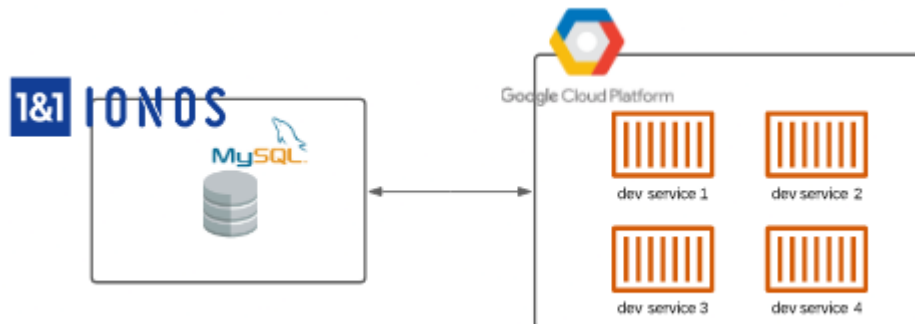 1&1 IONOS
MySQL
Google Cloud Platform
dev service 1
dev service 2
dev service 3
dev service 4